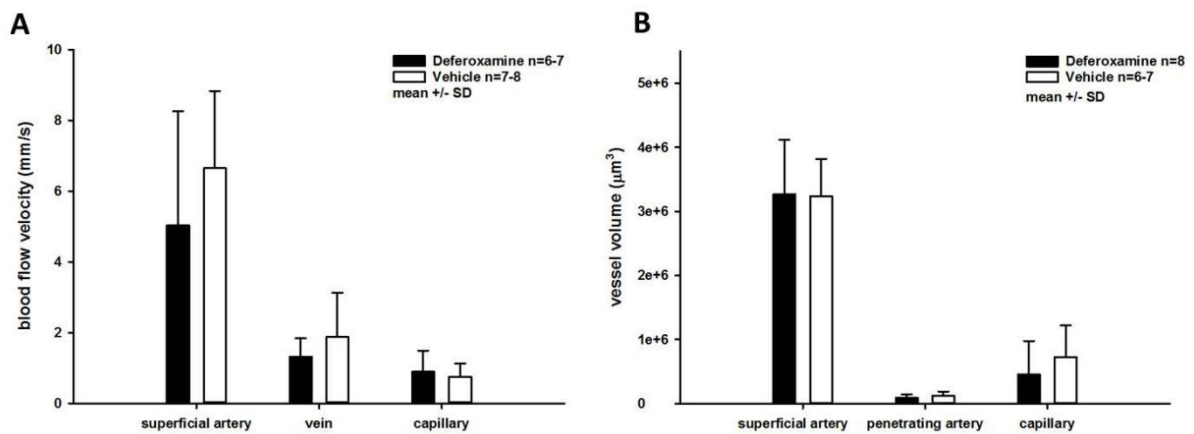 A
10
8
6
4
2
0
blood flow velocity (mm/s)
Deferoxamine n=6-7
Vehicle n=7-8
mean +/- SD
superficial artery vein capillary
B
5e+6
4e+6
3e+6
2e+6
1e+6
0
vessel volume (μm³)
Deferoxamine n=8
Vehicle n=6-7
mean +/- SD
superficial artery penetrating artery capillary